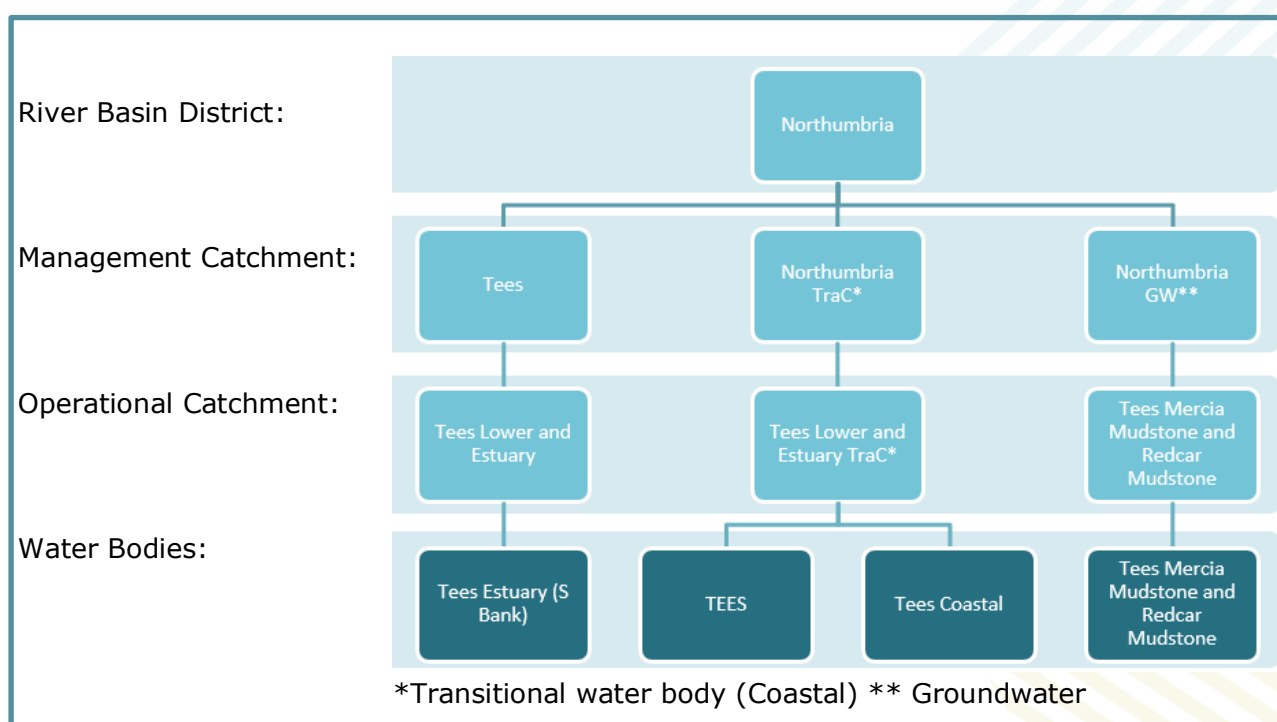 River Basin District:
Northumbria
Management Catchment:
Tees
Northumbria
TraC*
Northumbria
GW**
Operational Catchment:
Tees Lower and
Estuary
Tees Lower and
Estuary TraC*
Tees Mercia
Mudstone and
Redcar
Mudstone
Water Bodies:
Tees Estuary (S
Bank)
TEES
Tees Coastal
Tees Mercia
Mudstone and
Redcar
Mudstone
*Transitional water body (Coastal) ** Groundwater